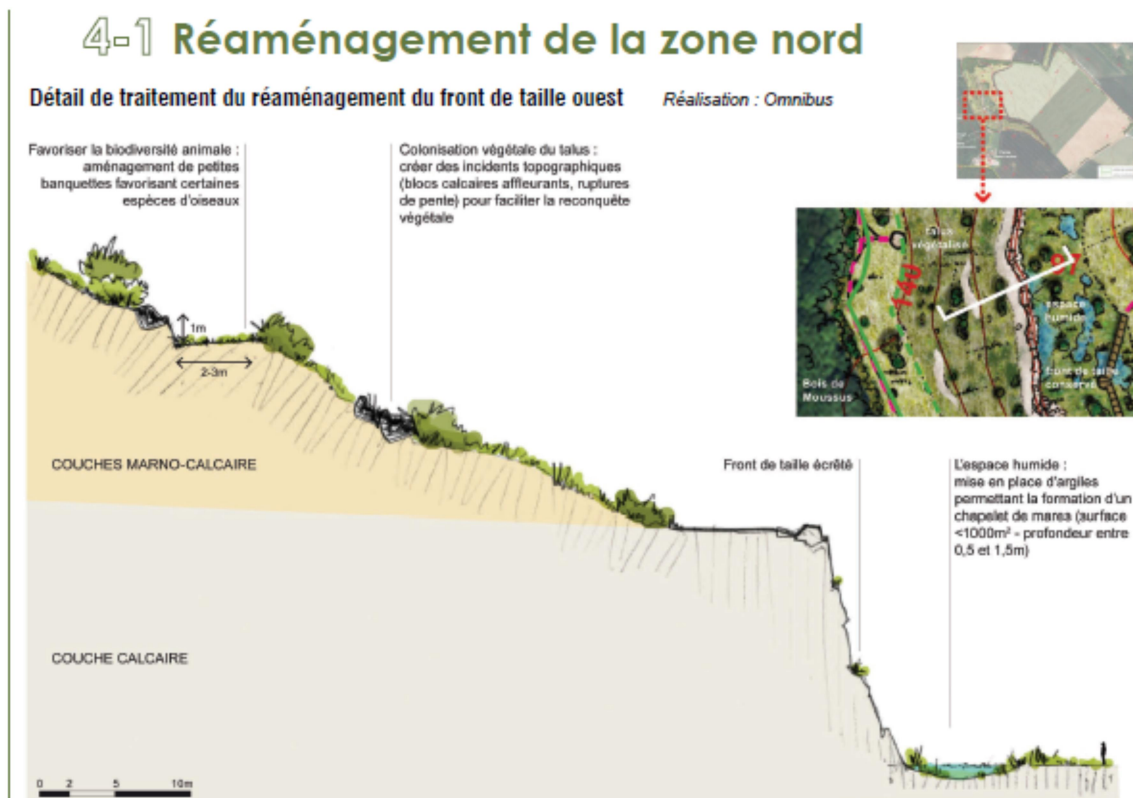 4-1 Réaménagement de la zone nord
Détail de traitement du réaménagement du front de taille ouest
Réalisation : Omnibus
Favoriser la biodiversité animale :
aménagement de petites
banquettes favorisant certaines
espèces d'oiseaux
Colonisation végétale du talus :
créer des incidents topographiques
(blocs calcaires affleurants, ruptures
de pente) pour faciliter la reconquête
végétale
1m
2-3m
COUCHES MARNO-CALCAIRE
COUCHE CALCAIRE
talus
végétalisé
140
97
espace
humide
front de taille
conservé
Bois de
Moussus
Front de taille écrêté
L'espace humide :
mise en place d'argiles
permettant la formation d'un
chapelet de mares (surface
<1000m² - profondeur entre
0,5 et 1,5m)
0 2 5 10m